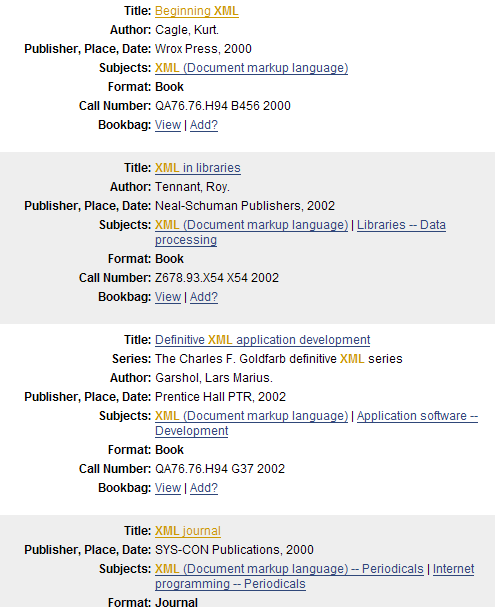 Title: Beginning XML
Author: Cagle, Kurt.
Publisher, Place, Date: Wrox Press, 2000
Subjects: XML (Document markup language)
Format: Book
Call Number: QA76.76.H94 B456 2000
Bookbag: View | Add?
Title: XML in libraries
Author: Tennant, Roy.
Publisher, Place, Date: Neal-Schuman Publishers, 2002
Subjects: XML (Document markup language) | Libraries -- Data
processing
Format: Book
Call Number: Z678.93.X54 X54 2002
Bookbag: View | Add?
Title: Definitive XML application development
Series: The Charles F. Goldfarb definitive XML series
Author: Garshol, Lars Marius.
Publisher, Place, Date: Prentice Hall PTR, 2002
Subjects: XML (Document markup language) | Application software --
Development
Format: Book
Call Number: QA76.76.H94 G37 2002
Bookbag: View | Add?
Title: XML journal
Publisher, Place, Date: SYS-CON Publications, 2000
Subjects: XML (Document markup language) -- Periodicals | Internet
programming -- Periodicals
Format: Journal